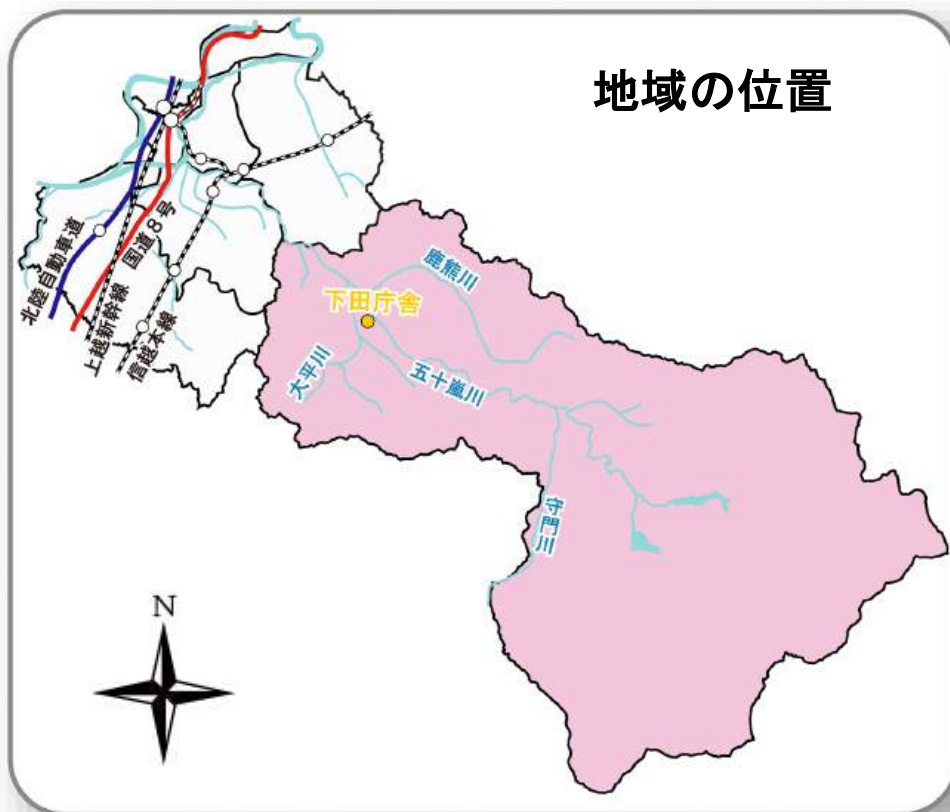 地域の位置
北陸自動車道
上越新幹線
国道8号
信越本線
鹿熊川
下田庁舎
大平川
五十嵐川
守門川
N